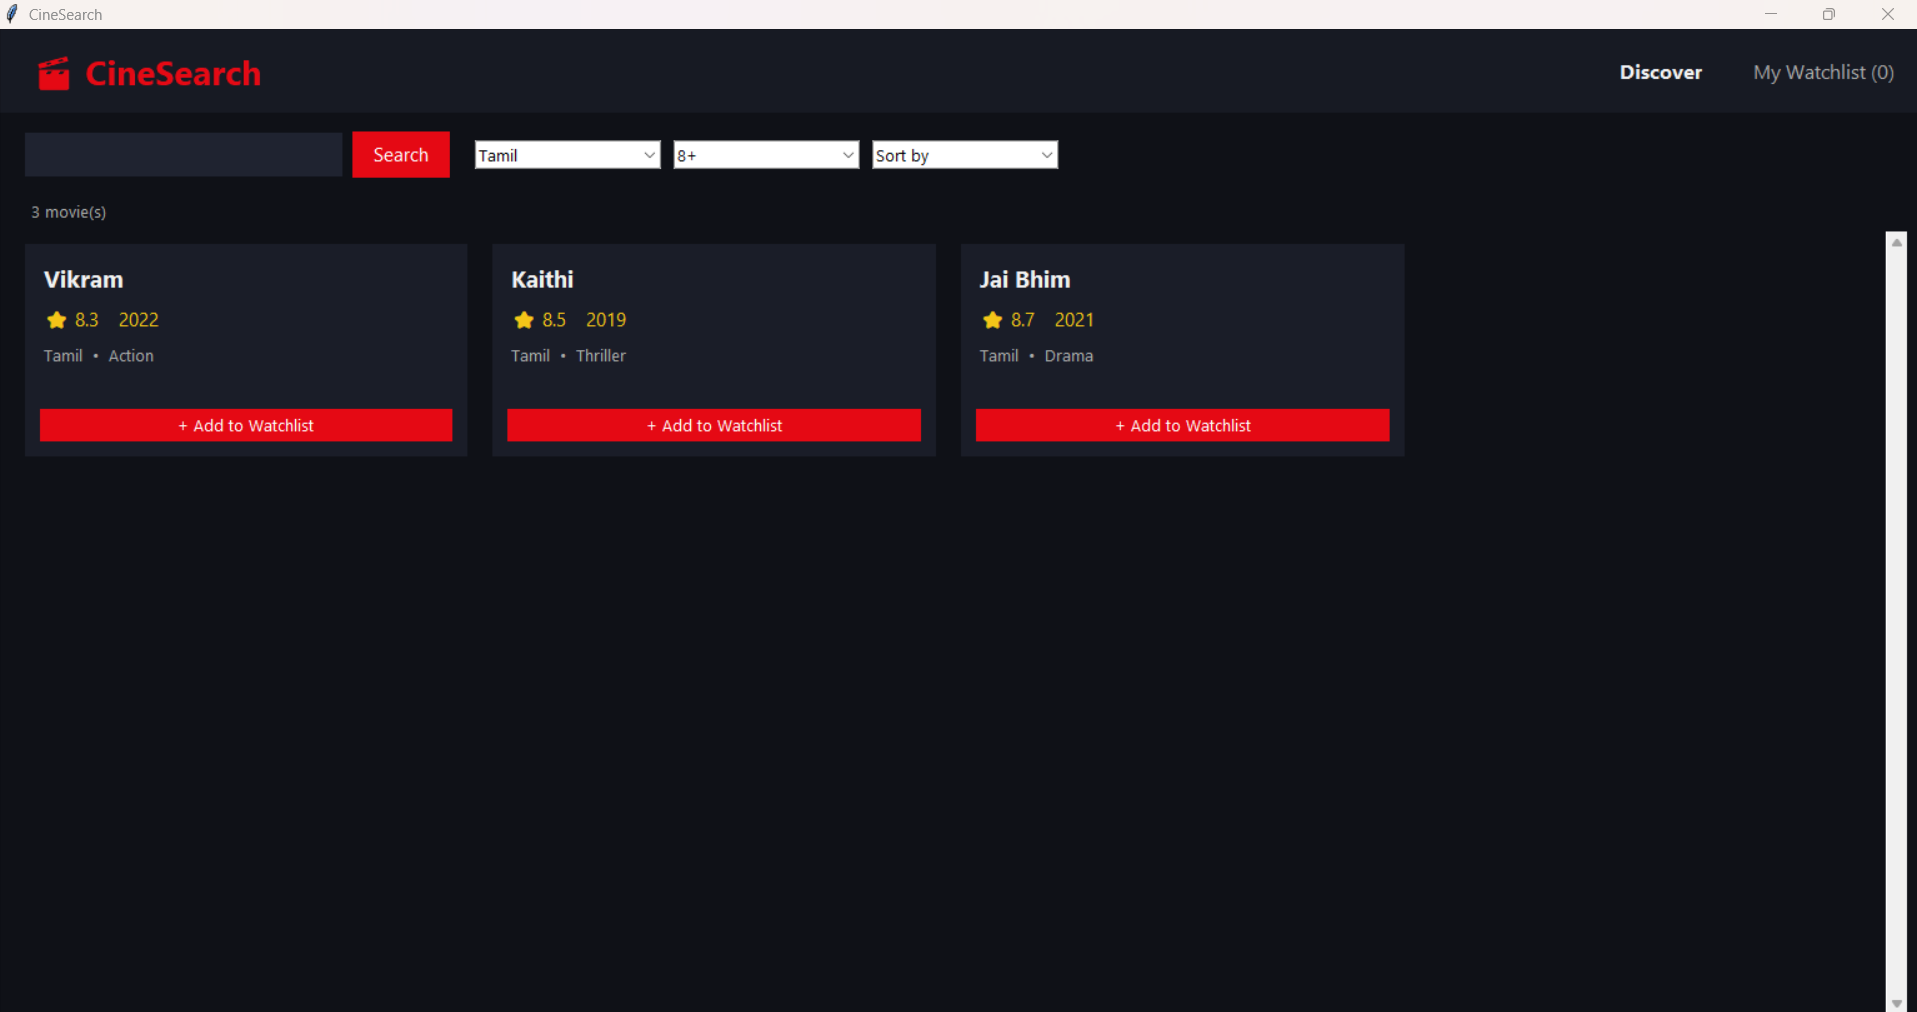 CineSearch
CineSearch
Discover
My Watchlist (0)
Search
Tamil
8+
Sort by
3 movie(s)
Vikram
8.3 2022
Tamil • Action
+ Add to Watchlist
Kaithi
8.5 2019
Tamil • Thriller
+ Add to Watchlist
Jai Bhim
8.7 2021
Tamil • Drama
+ Add to Watchlist